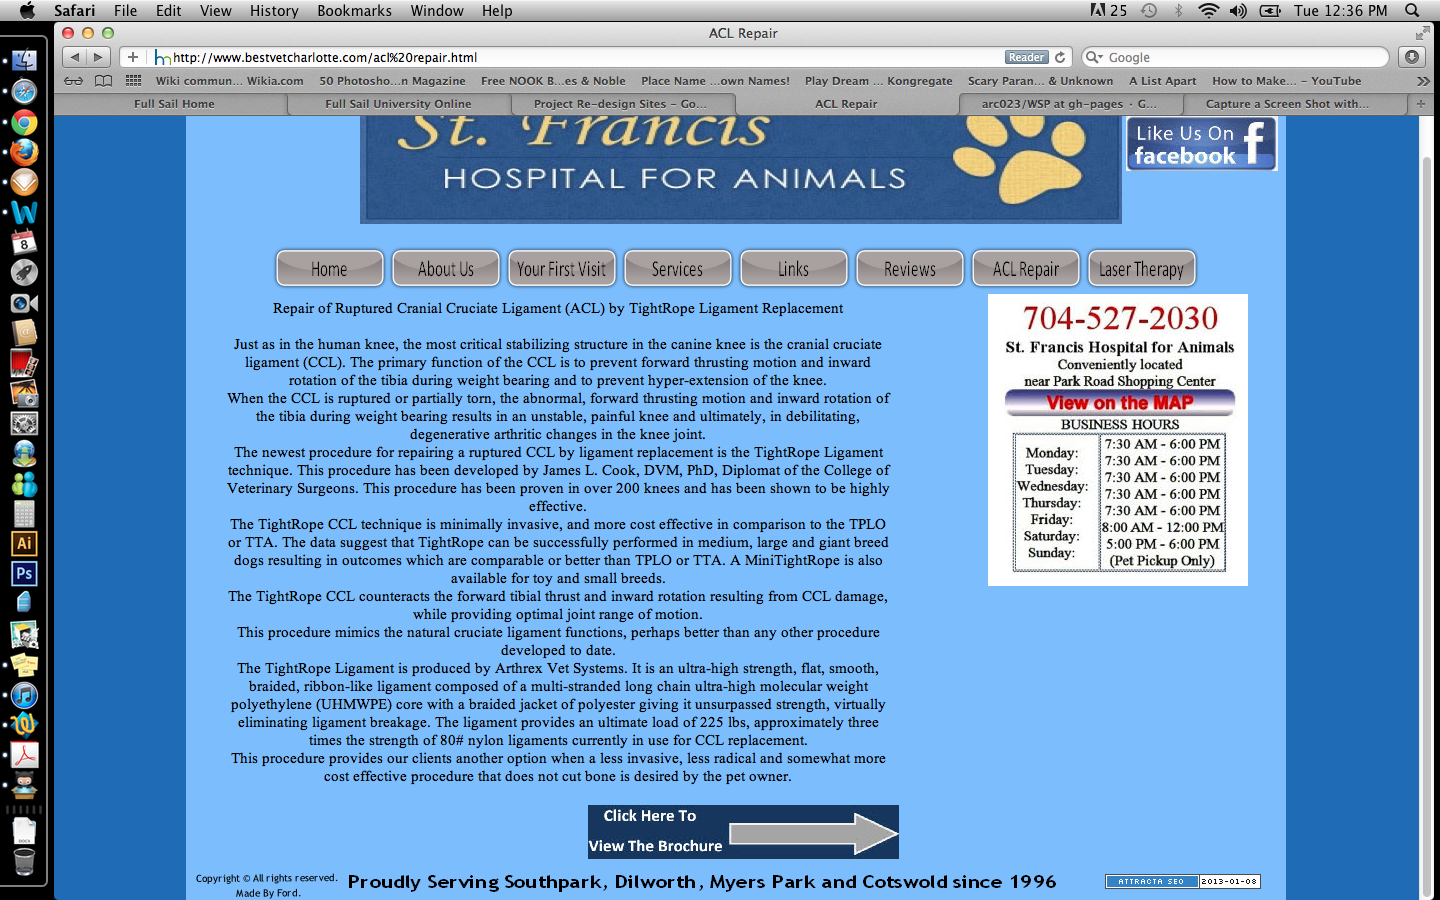 Safari File Edit View History Bookmarks Window Help
25 Tue 12:36 PM
ACL Repair
http://www.bestvetcharlotte.com/acl%20repair.html Reader Google
Wiki commun... Wikia.com 50 Photosho...n Magazine Free NOOK B...es & Noble Place Name ...own Names! Play Dream ... Kongregate Scary Paran... & Unknown A List Apart How to Make... – YouTube
Full Sail Home Full Sail University Online Project Re-design Sites – Go... ACL Repair arc023/WSP at gh-pages · G... Capture a Screen Shot with...
St. Francis
HOSPITAL FOR ANIMALS
Like Us On
facebook
Home About Us Your First Visit Services Links Reviews ACL Repair Laser Therapy
Repair of Ruptured Cranial Cruciate Ligament (ACL) by TightRope Ligament Replacement
Just as in the human knee, the most critical stabilizing structure in the canine knee is the cranial cruciate
ligament (CCL). The primary function of the CCL is to prevent forward thrusting motion and inward
rotation of the tibia during weight bearing and to prevent hyper-extension of the knee.
When the CCL is ruptured or partially torn, the abnormal, forward thrusting motion and inward rotation of
the tibia during weight bearing results in an unstable, painful knee and ultimately, in debilitating,
degenerative arthritic changes in the knee joint.
The newest procedure for repairing a ruptured CCL by ligament replacement is the TightRope Ligament
technique. This procedure has been developed by James L. Cook, DVM, PhD, Diplomat of the College of
Veterinary Surgeons. This procedure has been proven in over 200 knees and has been shown to be highly
effective.
The TightRope CCL technique is minimally invasive, and more cost effective in comparison to the TPLO
or TTA. The data suggest that TightRope can be successfully performed in medium, large and giant breed
dogs resulting in outcomes which are comparable or better than TPLO or TTA. A MiniTightRope is also
available for toy and small breeds.
The TightRope CCL counteracts the forward tibial thrust and inward rotation resulting from CCL damage,
while providing optimal joint range of motion.
This procedure mimics the natural cruciate ligament functions, perhaps better than any other procedure
developed to date.
The TightRope Ligament is produced by Arthrex Vet Systems. It is an ultra-high strength, flat, smooth,
braided, ribbon-like ligament composed of a multi-stranded long chain ultra-high molecular weight
polyethylene (UHMWPE) core with a braided jacket of polyester giving it unsurpassed strength, virtually
eliminating ligament breakage. The ligament provides an ultimate load of 225 lbs, approximately three
times the strength of 80# nylon ligaments currently in use for CCL replacement.
This procedure provides our clients another option when a less invasive, less radical and somewhat more
cost effective procedure that does not cut bone is desired by the pet owner.
704-527-2030
St. Francis Hospital for Animals
Conveniently located
near Park Road Shopping Center
View on the MAP
BUSINESS HOURS
Monday: 7:30 AM - 6:00 PM
Tuesday: 7:30 AM - 6:00 PM
Wednesday: 7:30 AM - 6:00 PM
Thursday: 7:30 AM - 6:00 PM
Friday: 7:30 AM - 6:00 PM
Saturday: 8:00 AM - 12:00 PM
Sunday: 5:00 PM - 6:00 PM
(Pet Pickup Only)
Click Here To
View The Brochure
Copyright © All rights reserved.
Made By Ford.
Proudly Serving Southpark, Dilworth, Myers Park and Cotswold since 1996
ATTRACTA SEO 2013-01-08
8
Ai
Ps
DOCX